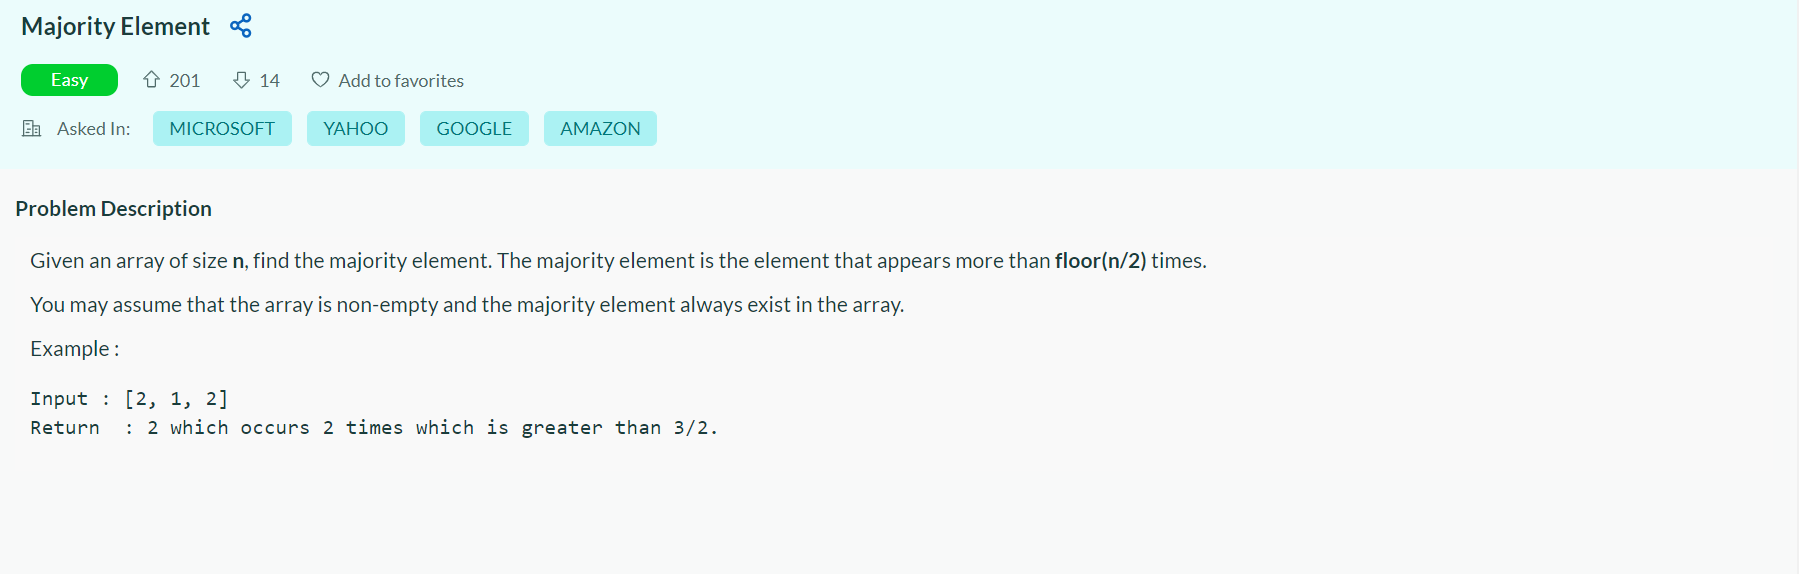 Majority Element
Easy 201 14 Add to favorites
Asked In: MICROSOFT YAHOO GOOGLE AMAZON
Problem Description
Given an array of size n, find the majority element. The majority element is the element that appears more than floor(n/2) times.
You may assume that the array is non-empty and the majority element always exist in the array.
Example :
Input : [2, 1, 2]
Return : 2 which occurs 2 times which is greater than 3/2.